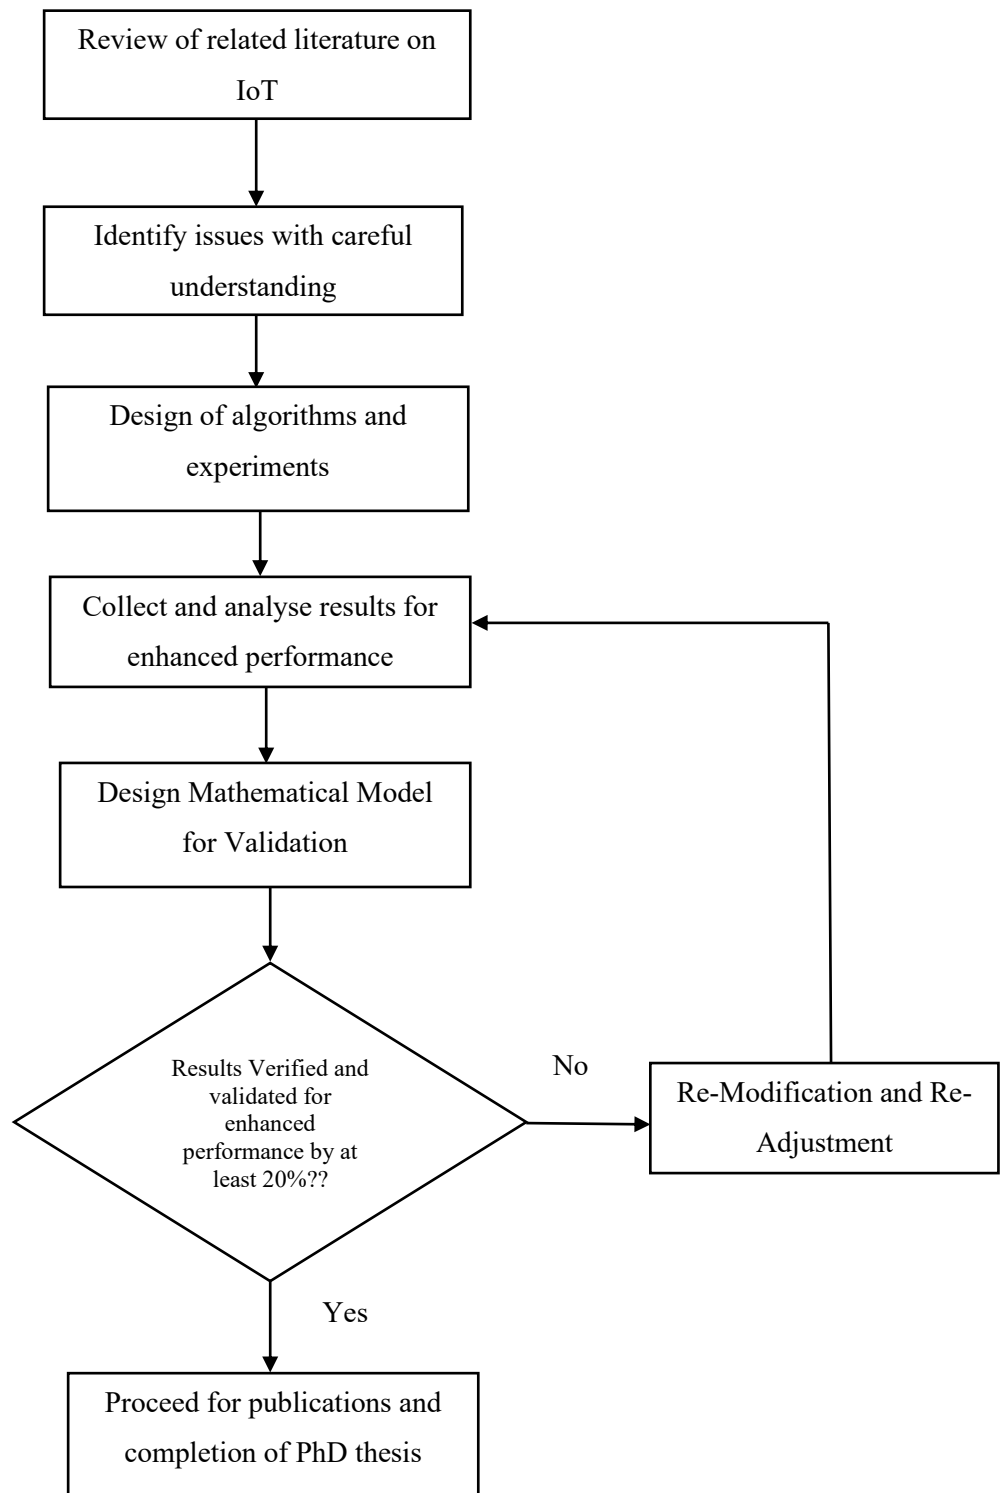 Review of related literature on
IoT
Identify issues with careful
understanding
Design of algorithms and
experiments
Collect and analyse results for
enhanced performance
Design Mathematical Model
for Validation
Results Verified and
validated for
enhanced
performance by at
least 20%??
No
Re-Modification and Re-
Adjustment
Yes
Proceed for publications and
completion of PhD thesis